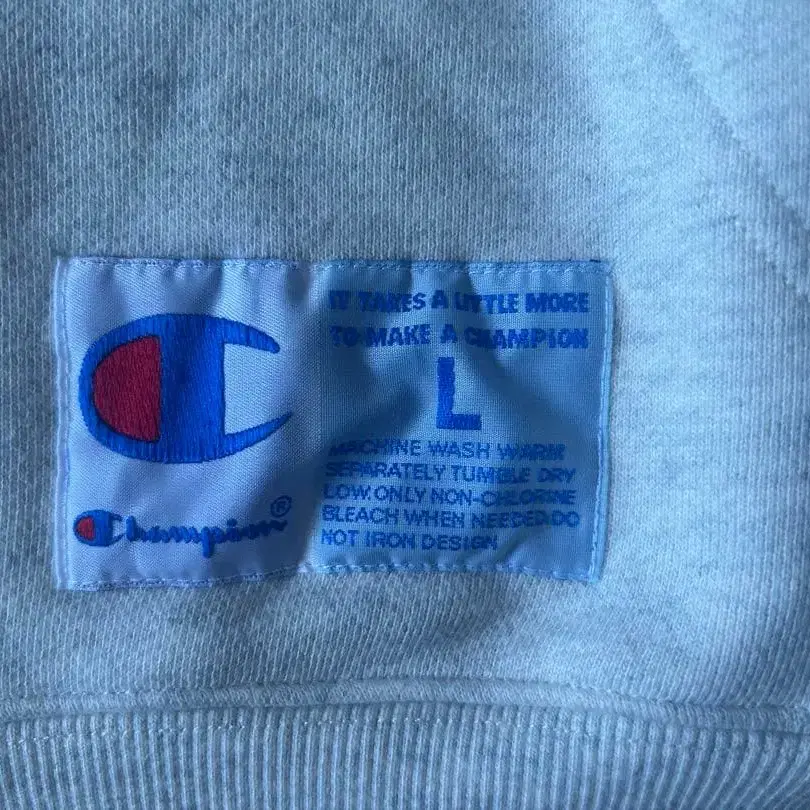 Champion®
IT TAKES A LITTLE MORE
TO MAKE A CHAMPION
L
MACHINE WASH WARM
SEPARATELY TUMBLE DRY
LOW ONLY NON-CHLORINE
BLEACH WHEN NEEDED DO
NOT IRON DESIGN